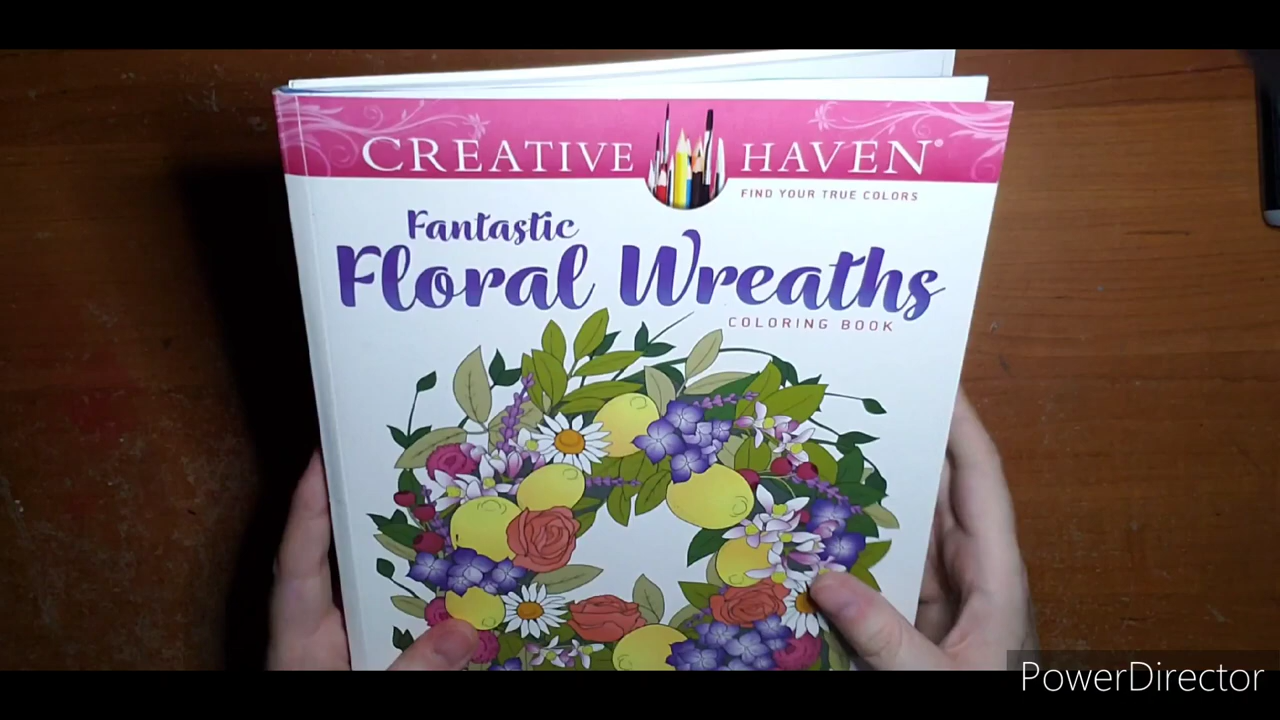 CREATIVE HAVEN®
FIND YOUR TRUE COLORS
Fantastic
Floral Wreaths
COLORING BOOK
PowerDirector